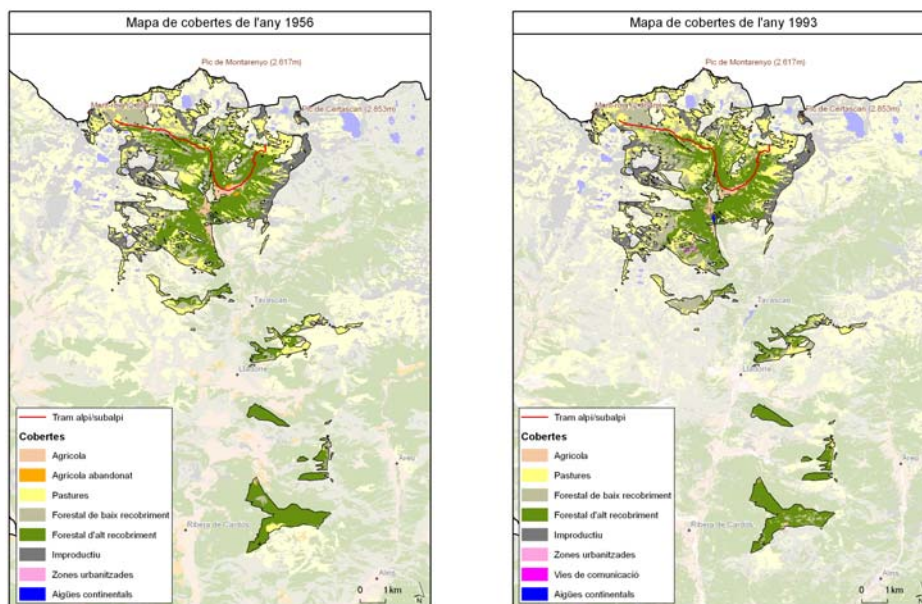 Mapa de cobertes de l'any 1956
Pic de Montarenyo (2.617m)
Pic de Certascan (2.853m)
Tavascan
Lladorre
Àreu
Ribera de Cardós
Alins
Tram alpí/subalpí
Cobertes
Agrícola
Agrícola abandonat
Pastures
Forestal de baix recobriment
Forestal d'alt recobriment
Improductiu
Zones urbanitzades
Aigües continentals
0 1 km
N
Mapa de cobertes de l'any 1993
Pic de Montarenyo (2.617m)
Pic de Certascan (2.853m)
Tavascan
Lladorre
Àreu
Ribera de Cardós
Alins
Tram alpí/subalpí
Cobertes
Agrícola
Pastures
Forestal de baix recobriment
Forestal d'alt recobriment
Improductiu
Zones urbanitzades
Vies de comunicació
Aigües continentals
0 1 km
N